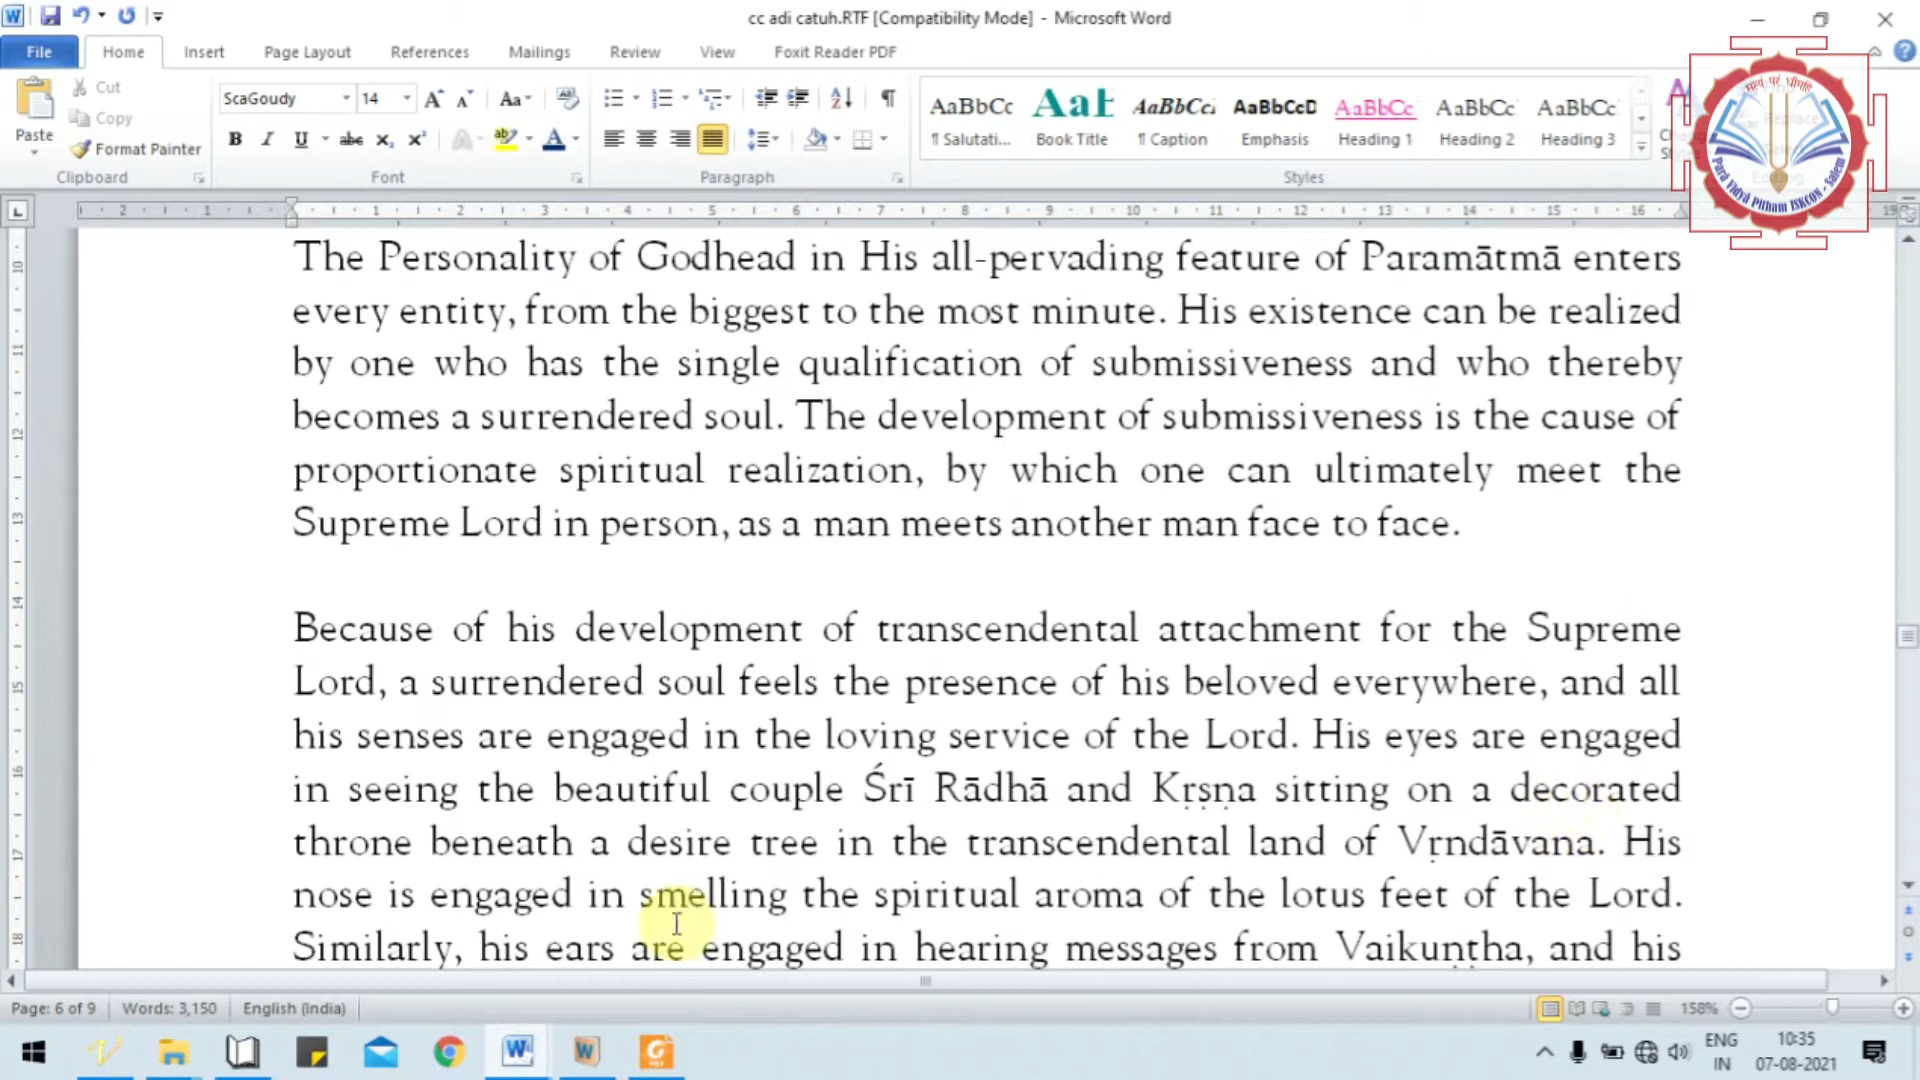 cc adi catuh.RTF [Compatibility Mode] - Microsoft Word
File Home Insert Page Layout References Mailings Review View Foxit Reader PDF
Paste
Cut
Copy
Format Painter
Clipboard
ScaGoudy 14
Font
Paragraph
AaBbCc AaB AaBbCc AaBbCcD AaBbCc AaBbCc AaBbCc
¶ Salutati... Book Title ¶ Caption Emphasis Heading 1 Heading 2 Heading 3
Styles
सत्यं परं धीमहि
Para Vidya Pitham ISKCON - Salem
The Personality of Godhead in His all-pervading feature of Paramātmā enters
every entity, from the biggest to the most minute. His existence can be realized
by one who has the single qualification of submissiveness and who thereby
becomes a surrendered soul. The development of submissiveness is the cause of
proportionate spiritual realization, by which one can ultimately meet the
Supreme Lord in person, as a man meets another man face to face.
Because of his development of transcendental attachment for the Supreme
Lord, a surrendered soul feels the presence of his beloved everywhere, and all
his senses are engaged in the loving service of the Lord. His eyes are engaged
in seeing the beautiful couple Śrī Rādhā and Kṛṣṇa sitting on a decorated
throne beneath a desire tree in the transcendental land of Vṛndāvana. His
nose is engaged in smelling the spiritual aroma of the lotus feet of the Lord.
Similarly, his ears are engaged in hearing messages from Vaikuṇṭha, and his
Page: 6 of 9 Words: 3,150 English (India) 158%
ENG 10:35
IN 07-08-2021